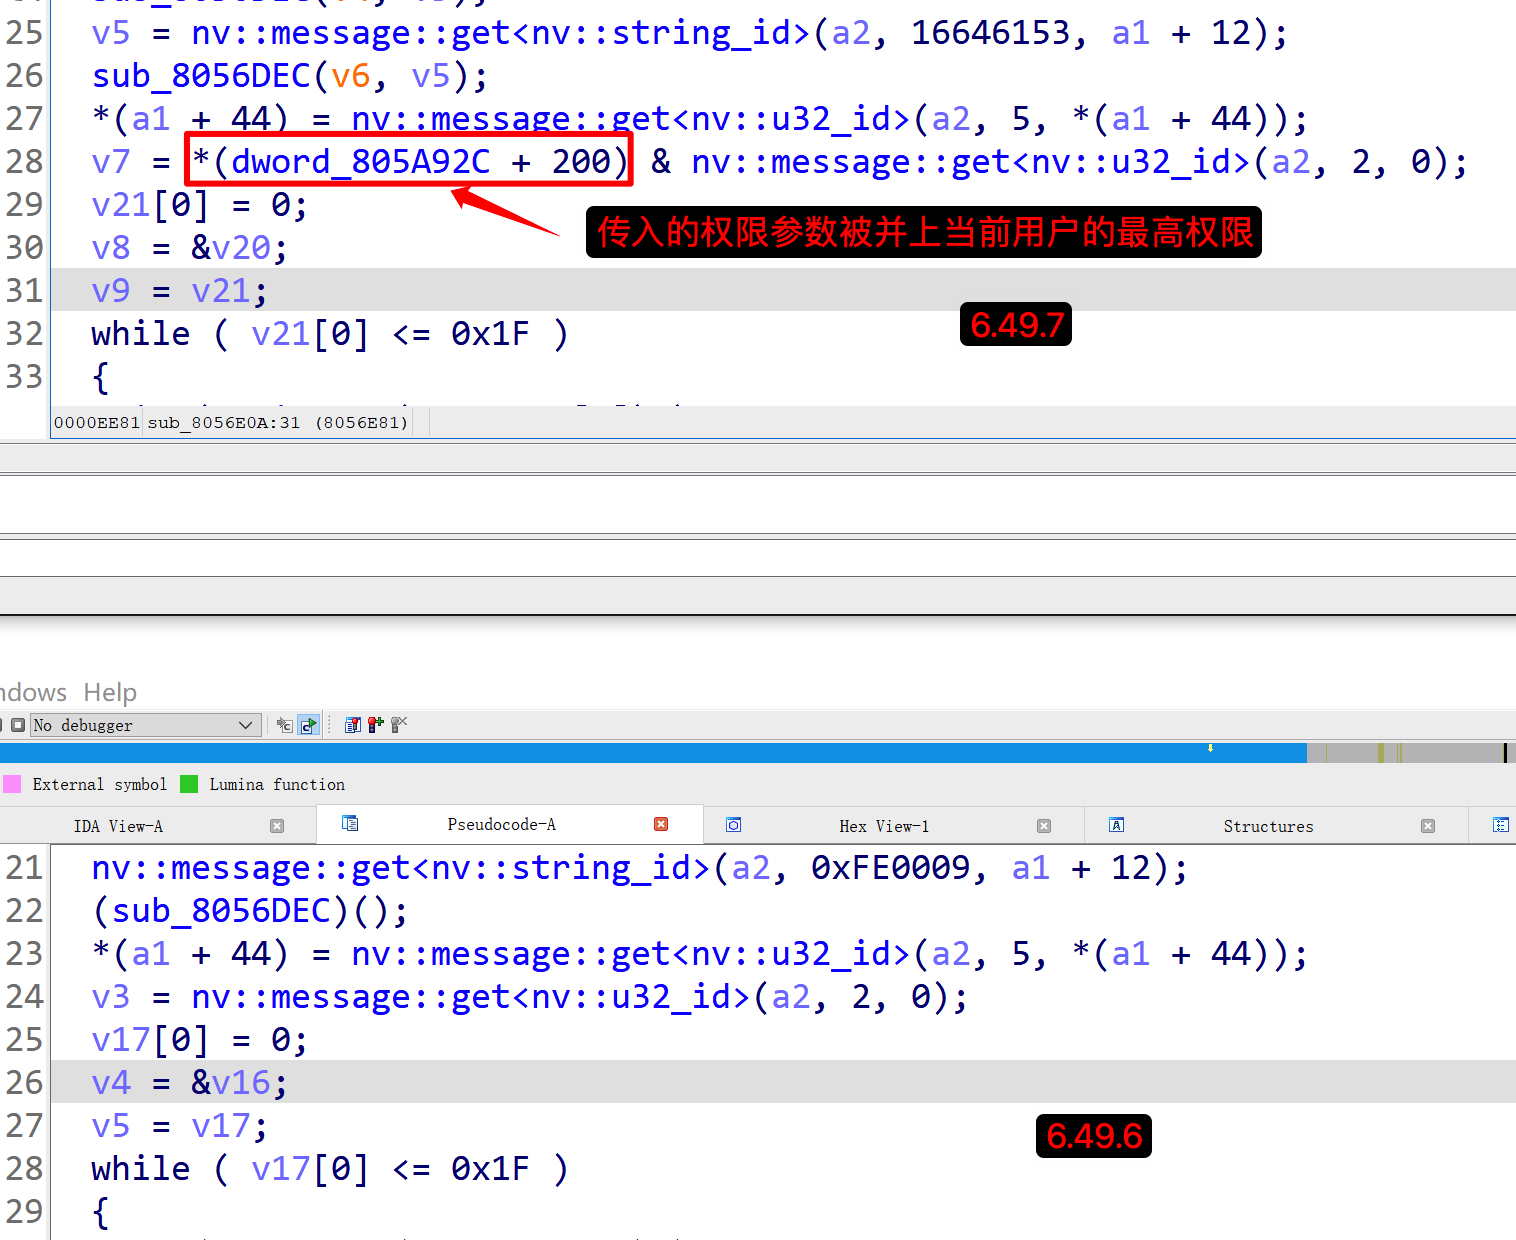 25 v5 = nv::message::get<nv::string_id>(a2, 16646153, a1 + 12);
26 sub_8056DEC(v6, v5);
27 *(a1 + 44) = nv::message::get<nv::u32_id>(a2, 5, *(a1 + 44));
28 v7 = *(dword_805A92C + 200) & nv::message::get<nv::u32_id>(a2, 2, 0);
29 v21[0] = 0;
传入的权限参数被并上当前用户的最高权限
30 v8 = &v20;
31 v9 = v21;
6.49.7
32 while ( v21[0] <= 0x1F )
33 {
0000EE81 sub_8056E0A:31 (8056E81)
ndows Help
No debugger
External symbol Lumina function
IDA View-A Pseudocode-A Hex View-1 Structures
21 nv::message::get<nv::string_id>(a2, 0xFE0009, a1 + 12);
22 (sub_8056DEC)();
23 *(a1 + 44) = nv::message::get<nv::u32_id>(a2, 5, *(a1 + 44));
24 v3 = nv::message::get<nv::u32_id>(a2, 2, 0);
25 v17[0] = 0;
26 v4 = &v16;
27 v5 = v17;
6.49.6
28 while ( v17[0] <= 0x1F )
29 {